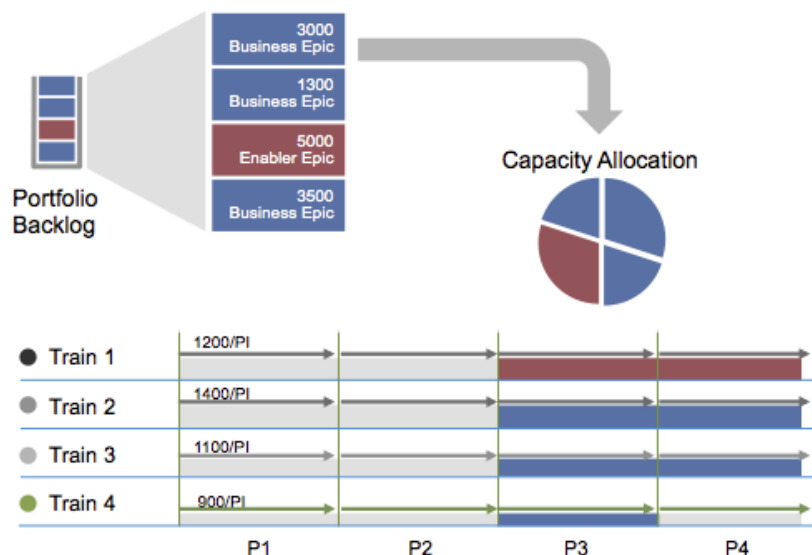 3000
Business Epic
1300
Business Epic
5000
Enabler Epic
3500
Business Epic
Portfolio
Backlog
Capacity Allocation
Train 1
1200/PI
Train 2
1400/PI
Train 3
1100/PI
Train 4
900/PI
P1 P2 P3 P4